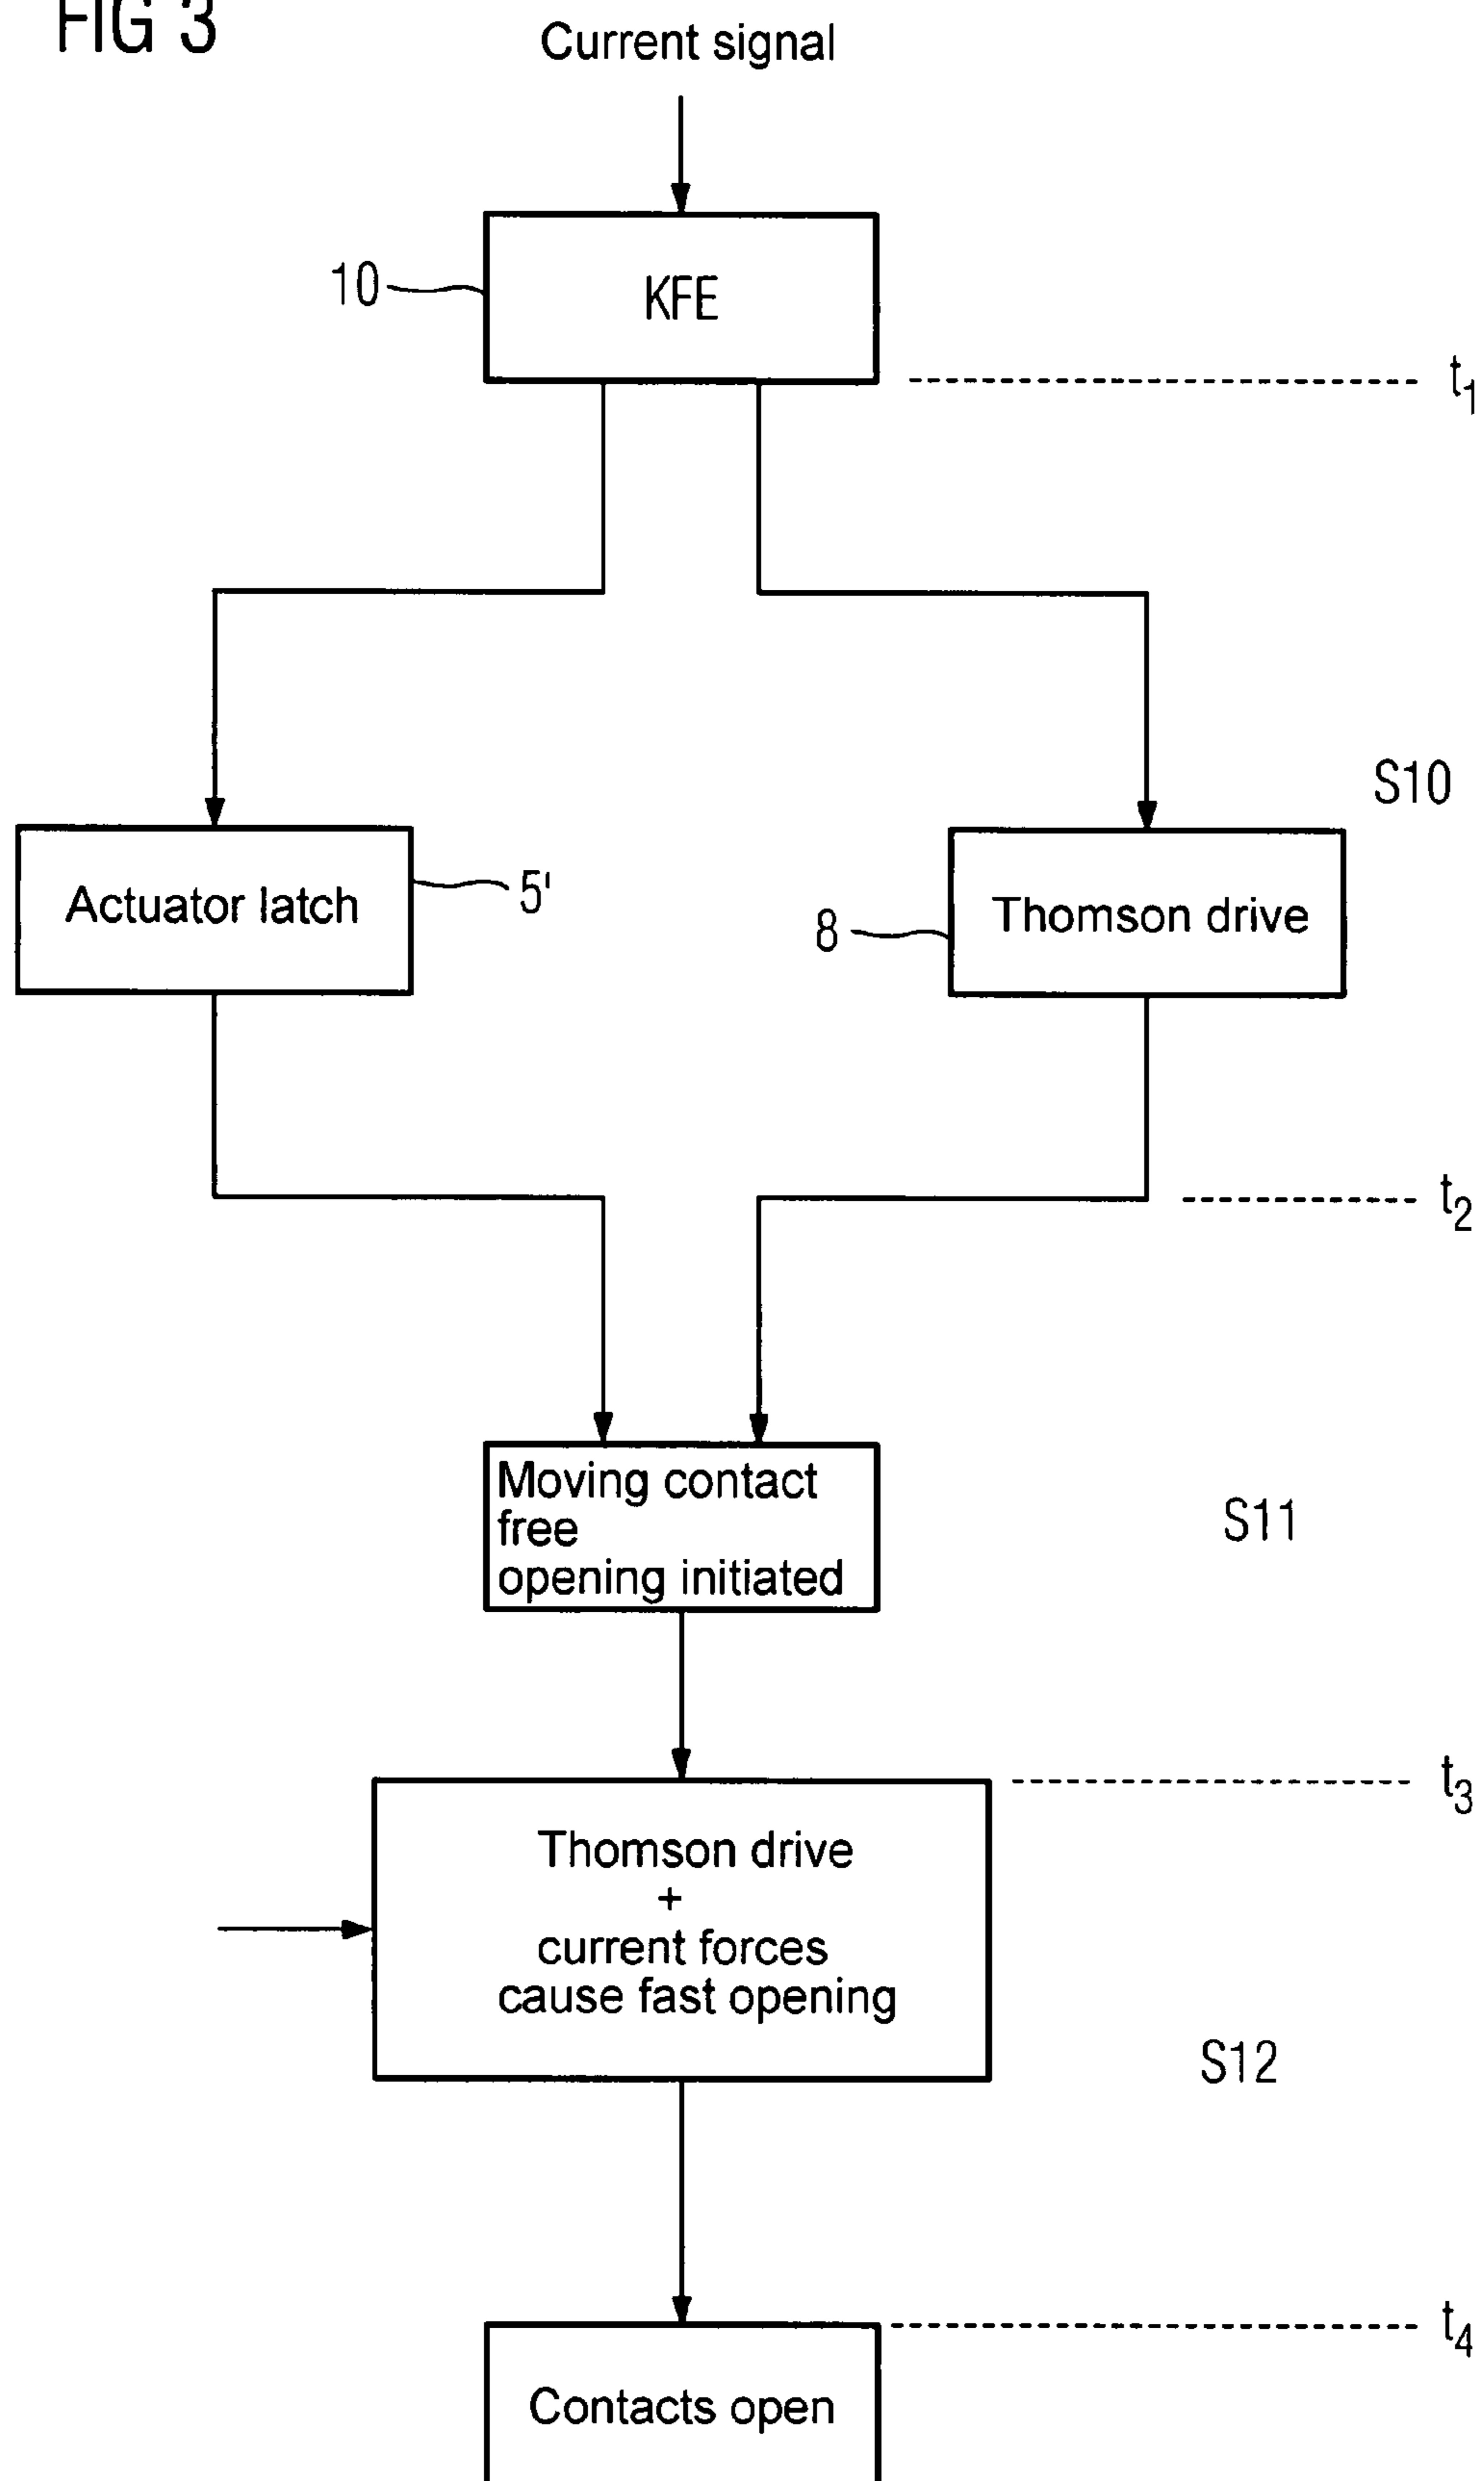 FIG 3
Current signal
10
KFE
t1
S10
Actuator latch
5'
8
Thomson drive
t2
Moving contact
free
opening initiated
S11
t3
Thomson drive
+
current forces
cause fast opening
S12
t4
Contacts open